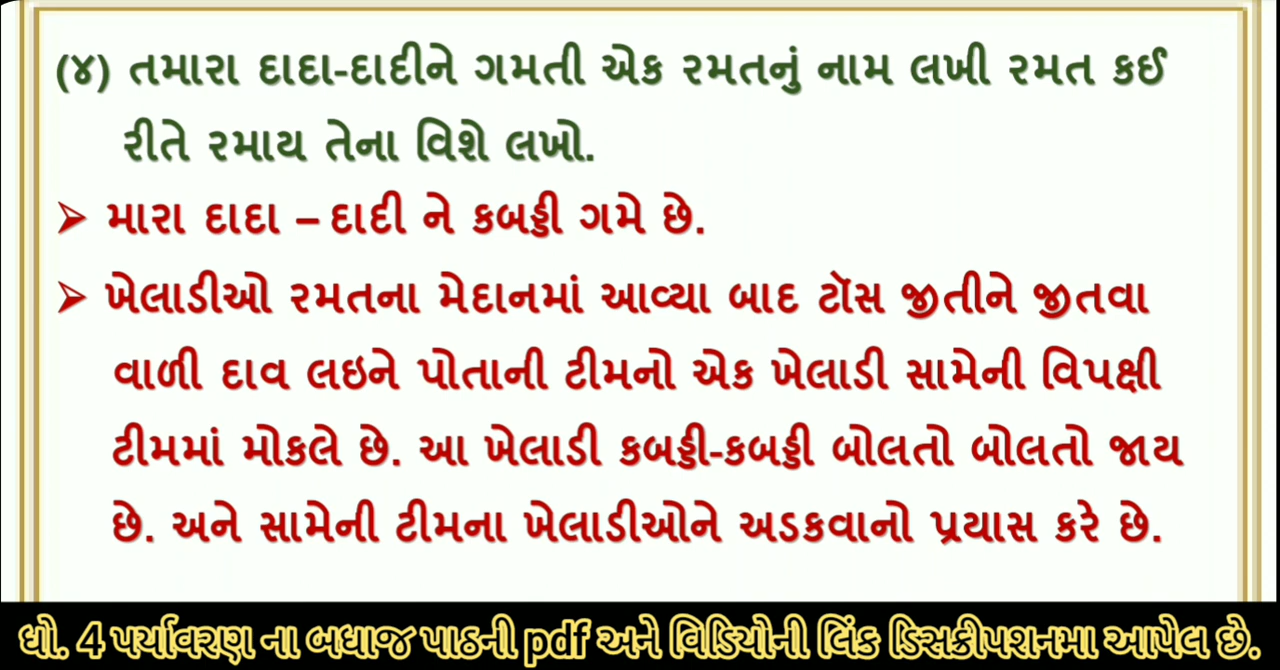 (૪) તમારા દાદા-દાદીને ગમતી એક રમતનું નામ લખી રમત કઈ
રીતે રમાય તેના વિશે લખો.
➢ મારા દાદા – દાદી ને કબડ્ડી ગમે છે.
➢ ખેલાડીઓ રમતના મેદાનમાં આવ્યા બાદ ટૉસ જીતીને જીતવા
વાળી દાવ લઇને પોતાની ટીમનો એક ખેલાડી સામેની વિપક્ષી
ટીમમાં મોકલે છે. આ ખેલાડી કબડ્ડી-કબડ્ડી બોલતો બોલતો જાય
છે. અને સામેની ટીમના ખેલાડીઓને અડકવાનો પ્રયાસ કરે છે.
ધો. 4 પર્યાવરણ ના બધાજ પાઠની pdf અને વિડિયોની લિંક ડિસક્રીપશનમા આપેલ છે.